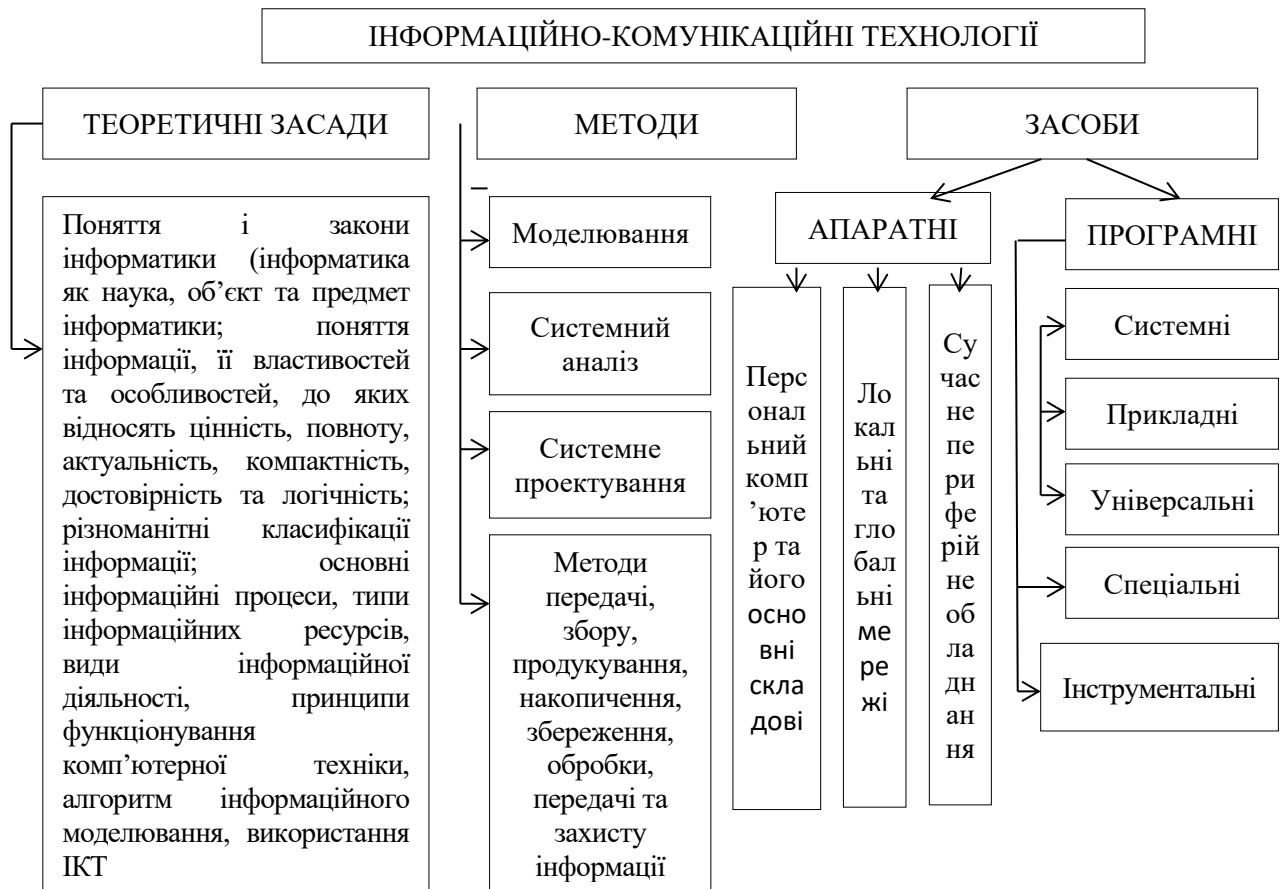 ІНФОРМАЦІЙНО-КОМУНІКАЦІЙНІ ТЕХНОЛОГІЇ
ТЕОРЕТИЧНІ ЗАСАДИ
Поняття і закони
інформатики (інформатика
як наука, об’єкт та предмет
інформатики; поняття
інформації, її властивостей
та особливостей, до яких
відносять цінність, повноту,
актуальність, компактність,
достовірність та логічність;
різноманітні класифікації
інформації; основні
інформаційні процеси, типи
інформаційних ресурсів,
види інформаційної
діяльності, принципи
функціонування
комп’ютерної техніки,
алгоритм інформаційного
моделювання, використання
ІКТ
МЕТОДИ
Моделювання
Системний
аналіз
Системне
проектування
Методи
передачі,
збору,
продукування,
накопичення,
збереження,
обробки,
передачі та
захисту
інформації
ЗАСОБИ
АПАРАТНІ
Перс
ональ
ьний
комп
’юте
р та
його
осно
вні
скла
дові
Ло
кал
ьні
та
гло
бал
ьні
ме
ре
жі
Су
час
не
пе
ри
фе
рій
не
об
ла
дн
ан
ня
ПРОГРАМНІ
Системні
Прикладні
Універсальні
Спеціальні
Інструментальні